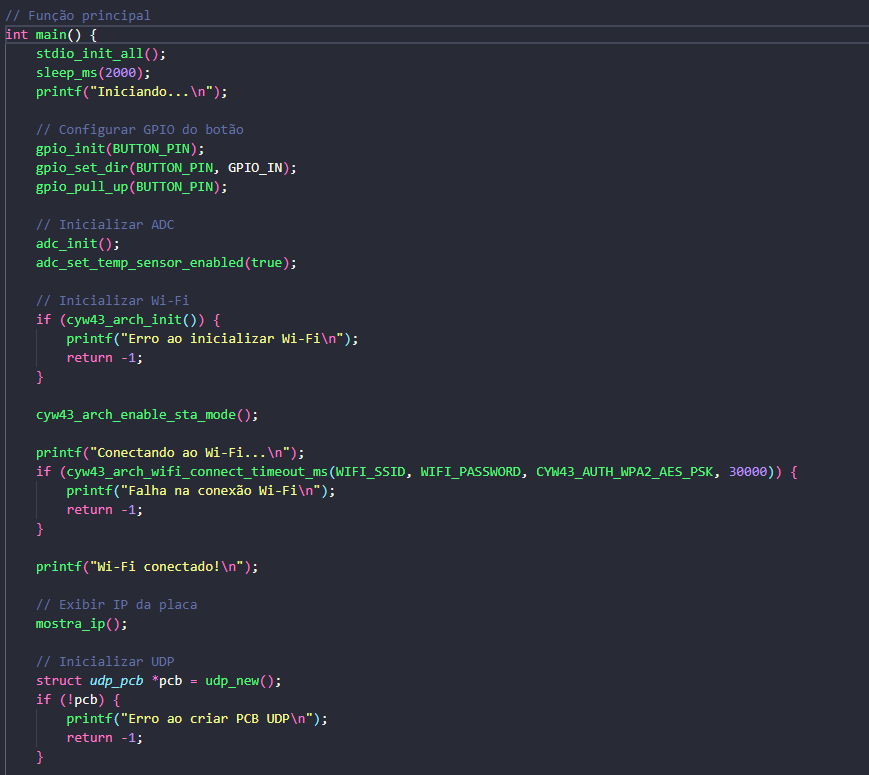 // Função principal
int main() {
    stdio_init_all();
    sleep_ms(2000);
    printf("Iniciando...\n");

    // Configurar GPIO do botão
    gpio_init(BUTTON_PIN);
    gpio_set_dir(BUTTON_PIN, GPIO_IN);
    gpio_pull_up(BUTTON_PIN);

    // Inicializar ADC
    adc_init();
    adc_set_temp_sensor_enabled(true);

    // Inicializar Wi-Fi
    if (cyw43_arch_init()) {
        printf("Erro ao inicializar Wi-Fi\n");
        return -1;
    }

    cyw43_arch_enable_sta_mode();

    printf("Conectando ao Wi-Fi...\n");
    if (cyw43_arch_wifi_connect_timeout_ms(WIFI_SSID, WIFI_PASSWORD, CYW43_AUTH_WPA2_AES_PSK, 30000)) {
        printf("Falha na conexão Wi-Fi\n");
        return -1;
    }

    printf("Wi-Fi conectado!\n");

    // Exibir IP da placa
    mostra_ip();

    // Inicializar UDP
    struct udp_pcb *pcb = udp_new();
    if (!pcb) {
        printf("Erro ao criar PCB UDP\n");
        return -1;
    }